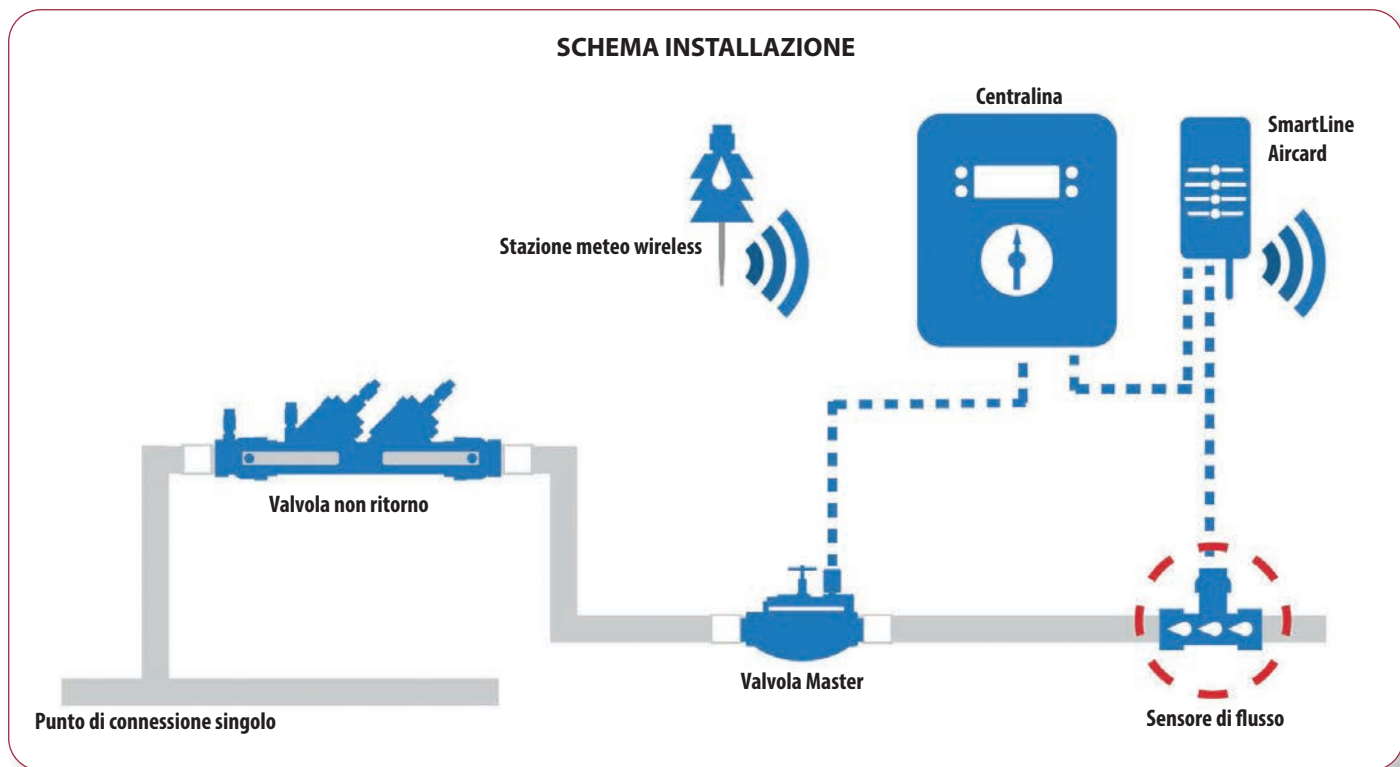 SCHEMA INSTALLAZIONE
Centralina
SmartLine
Aircard
Stazione meteo wireless
Valvola non ritorno
Valvola Master
Punto di connessione singolo
Sensore di flusso